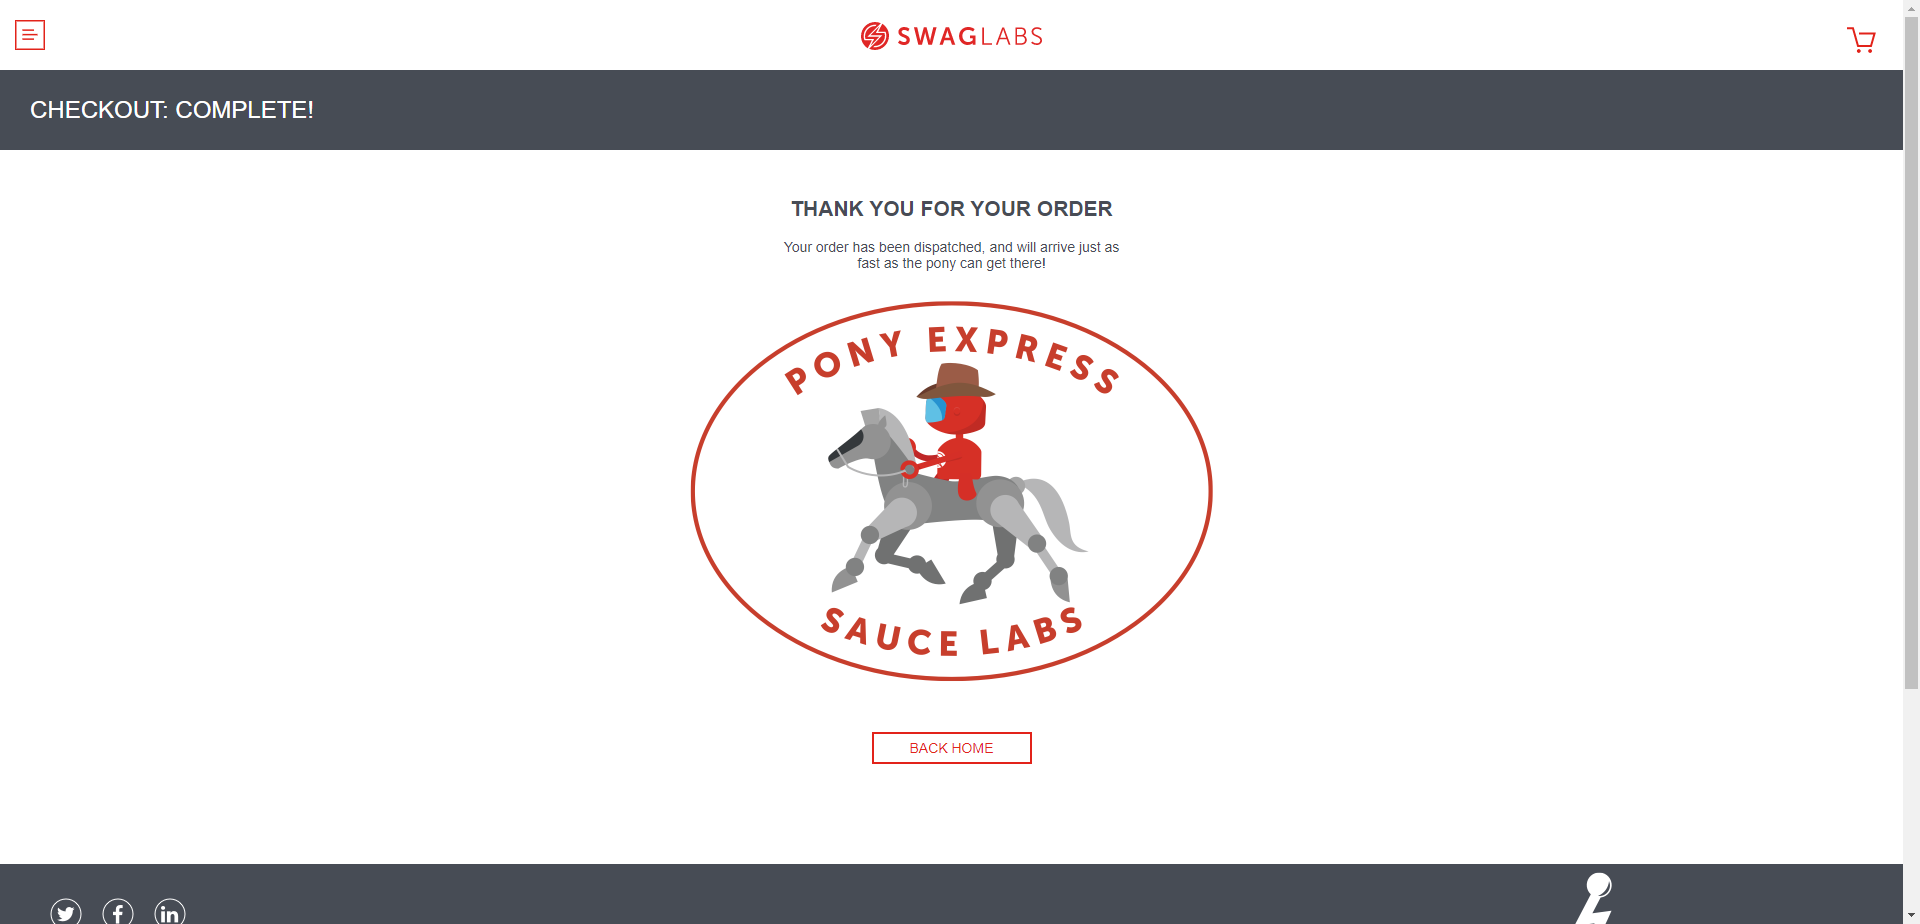 SWAGLABS
CHECKOUT: COMPLETE!
THANK YOU FOR YOUR ORDER
Your order has been dispatched, and will arrive just as
fast as the pony can get there!
PONY EXPRESS
SAUCE LABS
BACK HOME